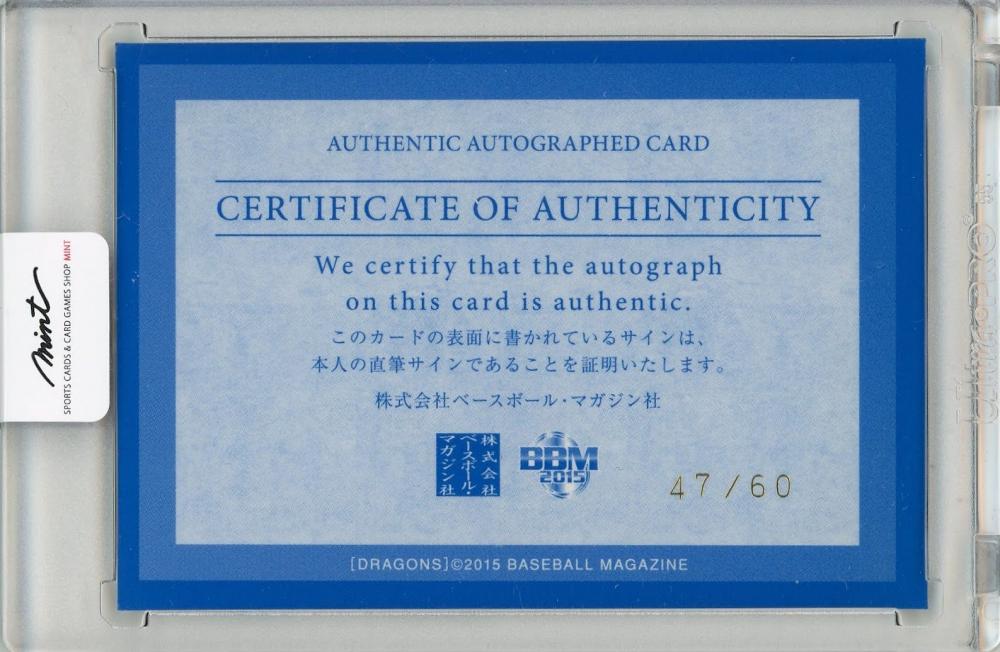 AUTHENTIC AUTOGRAPHED CARD
CERTIFICATE OF AUTHENTICITY
We certify that the autograph
on this card is authentic.
このカードの表面に書かれているサインは、
本人の直筆サインであることを証明いたします。
株式会社ベースボール・マガジン社
株式会社
ベースボール・
マガジン社
BBM
2015
47/60
[DRAGONS]©2015 BASEBALL MAGAZINE
mint
SPORTS CARDS & CARD GAMES SHOP MINT